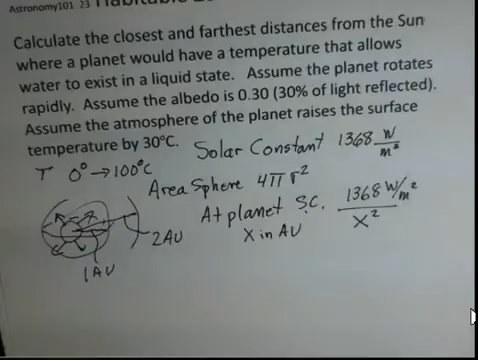 Astronomy101 23
Calculate the closest and farthest distances from the Sun
where a planet would have a temperature that allows
water to exist in a liquid state. Assume the planet rotates
rapidly. Assume the albedo is 0.30 (30% of light reflected).
Assume the atmosphere of the planet raises the surface
temperature by 30°C. Solar Constant 1368 W/m²
T 0° → 100°C
Area Sphere 4πr²
At planet S.C. 1368 W/m² / X²
X in AU
2AU
1AU